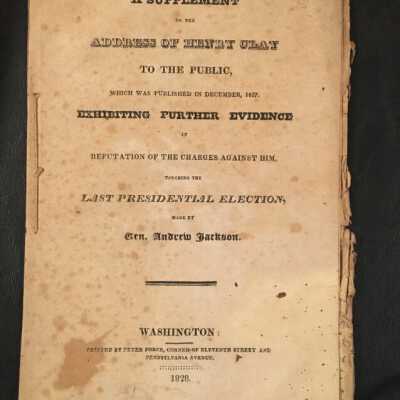 A SUPPLEMENT
TO THE
ADDRESS OF HENRY CLAY
TO THE PUBLIC,
WHICH WAS PUBLISHED IN DECEMBER, 1827.
EXHIBITING FURTHER EVIDENCE
IN
REFUTATION OF THE CHARGES AGAINST HIM,
TOUCHING THE
LAST PRESIDENTIAL ELECTION,
MADE BY
Gen. Andrew Jackson.
WASHINGTON:
PRINTED BY PETER FORCE, CORNER OF ELEVENTH STREET AND
PENNSYLVANIA AVENUE.
1828.